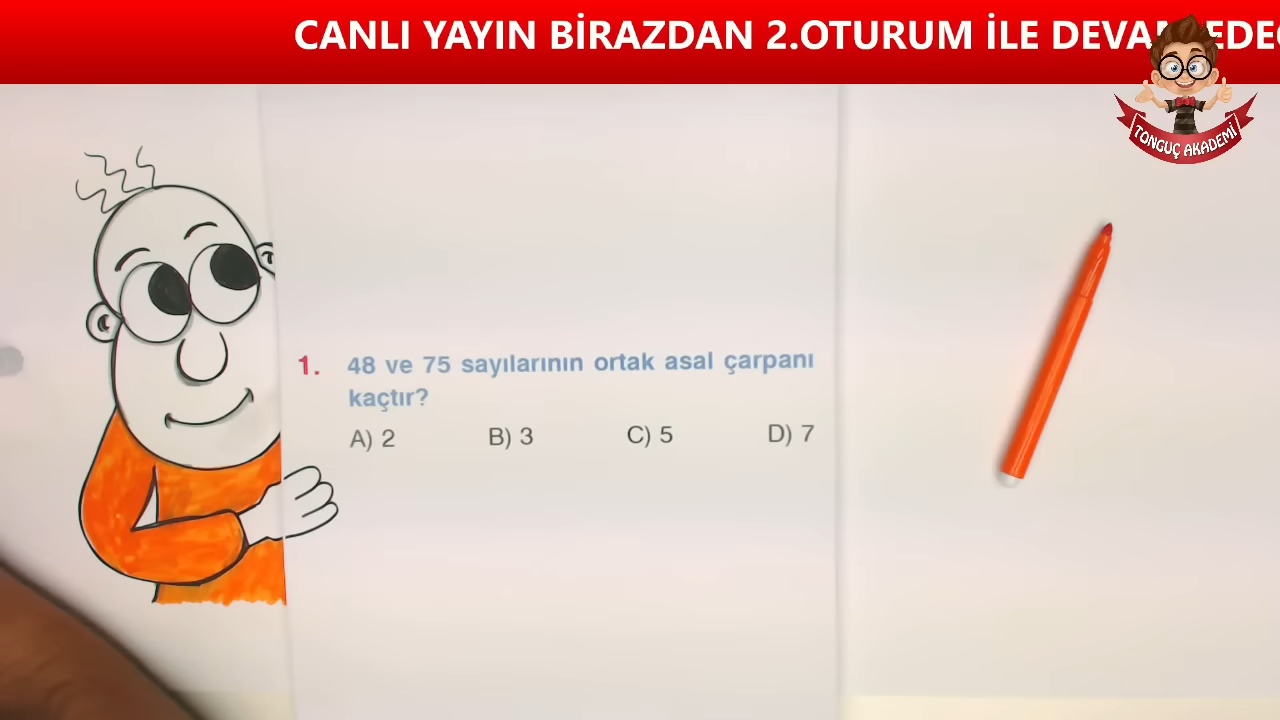 CANLI YAYIN BİRAZDAN 2.OTURUM İLE
TONGUÇ AKADEMİ
1. 48 ve 75 sayılarının ortak asal çarpanı
kaçtır?
A) 2 B) 3 C) 5 D) 7